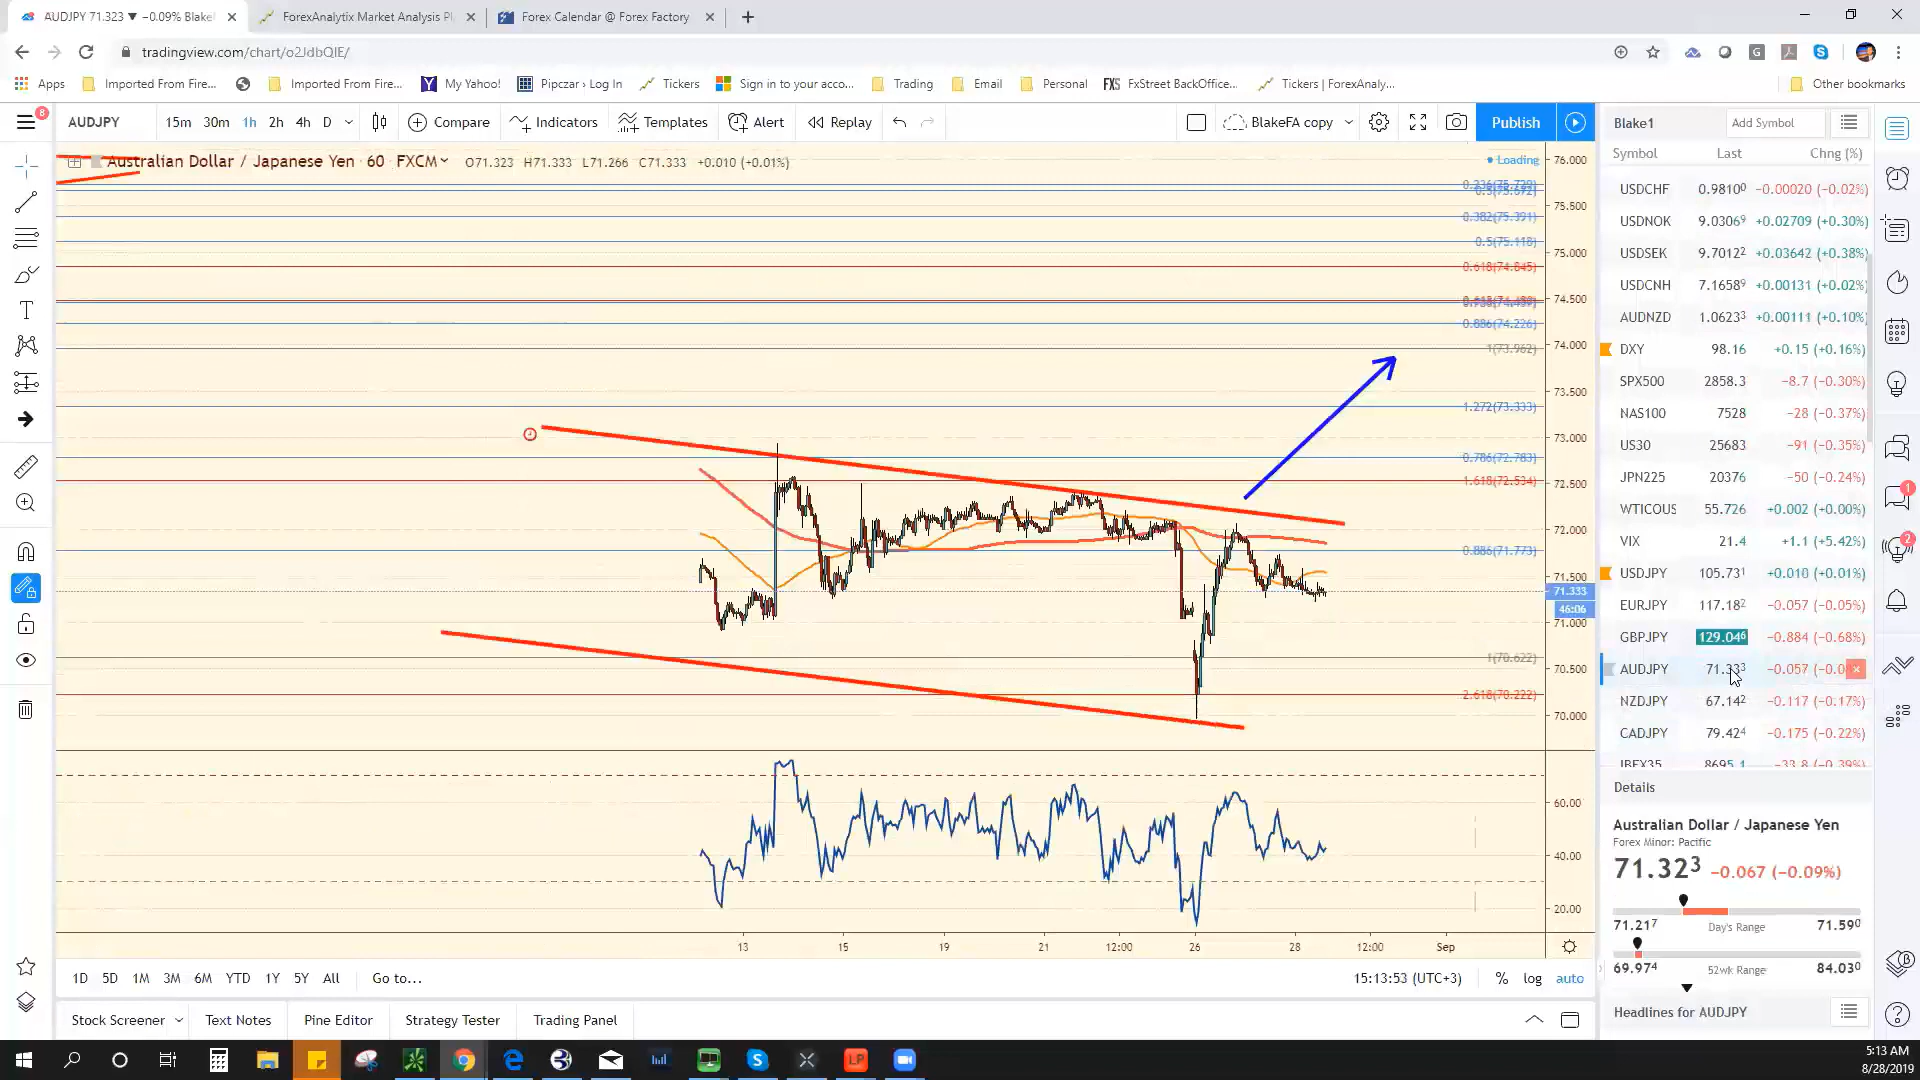 AUDJPY 71.323 ▼ −0.09% Blake
ForexAnalytix Market Analysis Pl
Forex Calendar @ Forex Factory
tradingview.com/chart/o2JdbQIE/
Apps Imported From Fire... Imported From Fire... My Yahoo! Pipczar › Log In Tickers Sign in to your acco... Trading Email Personal FXS FxStreet BackOffice... Tickers | ForexAnaly... Other bookmarks
8
AUDJPY 15m 30m 1h 2h 4h D Compare Indicators Templates Alert Replay BlakeFA copy Publish
Australian Dollar / Japanese Yen · 60 · FXCM O71.323 H71.333 L71.266 C71.333 +0.010 (+0.01%)
Loading
0.382(75.391)
0.5(75.118)
0.618(74.845)
0.886(74.226)
1(73.962)
1.272(73.333)
0.786(72.783)
1.618(72.534)
0.886(71.773)
1(70.622)
2.618(70.222)
76.000
75.500
75.000
74.500
74.000
73.500
73.000
72.500
72.000
71.500
71.333
46:06
71.000
70.500
70.000
60.00
40.00
20.00
13 15 19 21 12:00 26 28 12:00 Sep
1D 5D 1M 3M 6M YTD 1Y 5Y All Go to... 15:13:53 (UTC+3) % log auto
Stock Screener Text Notes Pine Editor Strategy Tester Trading Panel
Blake1 Add Symbol
Symbol Last Chng (%)
USDCHF 0.98100 −0.00020 (−0.02%)
USDNOK 9.03069 +0.02709 (+0.30%)
USDSEK 9.70122 +0.03642 (+0.38%)
USDCNH 7.16589 +0.00131 (+0.02%)
AUDNZD 1.06233 +0.00111 (+0.10%)
DXY 98.16 +0.15 (+0.16%)
SPX500 2858.3 −8.7 (−0.30%)
NAS100 7528 −28 (−0.37%)
US30 25683 −91 (−0.35%)
JPN225 20376 −50 (−0.24%)
WTICOUS 55.726 +0.002 (+0.00%)
VIX 21.4 +1.1 (+5.42%)
USDJPY 105.731 +0.010 (+0.01%)
EURJPY 117.182 −0.057 (−0.05%)
GBPJPY 129.046 −0.884 (−0.68%)
AUDJPY 71.333 −0.057
NZDJPY 67.142 −0.117 (−0.17%)
CADJPY 79.424 −0.175 (−0.22%)
IBEX35 8695.1 −33.8 (−0.39%)
Details
Australian Dollar / Japanese Yen
Forex Minor: Pacific
71.323 −0.067 (−0.09%)
71.217 Day's Range 71.590
69.974 52wk Range 84.030
Headlines for AUDJPY
1
2
5:13 AM
8/28/2019